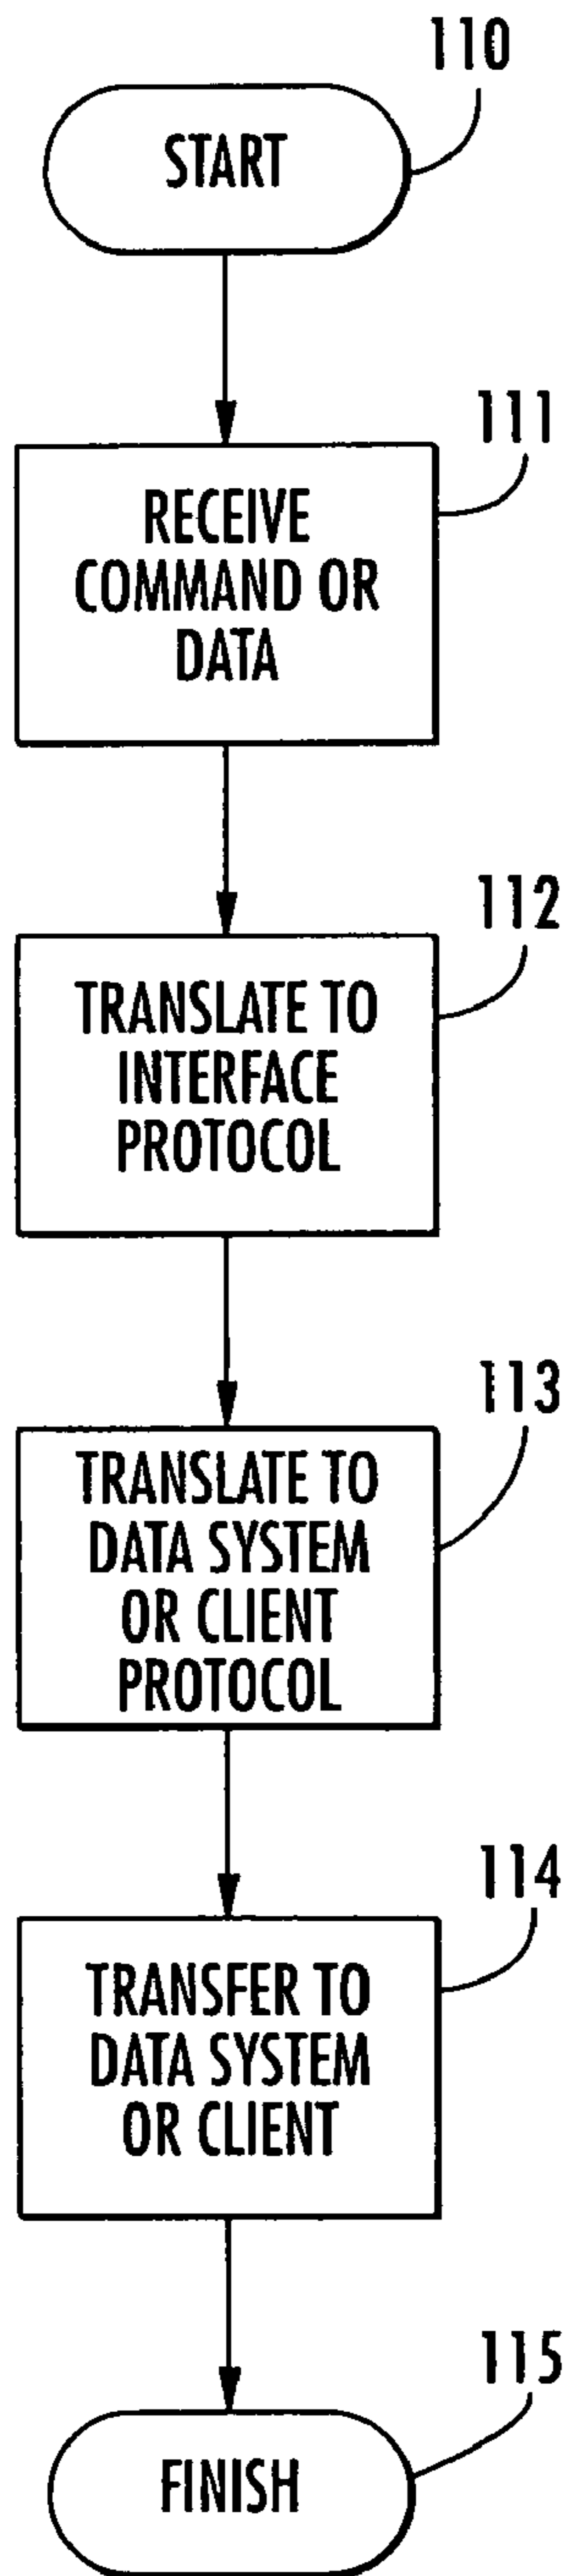 110
START
111
RECEIVE
COMMAND OR
DATA
112
TRANSLATE TO
INTERFACE
PROTOCOL
113
TRANSLATE TO
DATA SYSTEM
OR CLIENT
PROTOCOL
114
TRANSFER TO
DATA SYSTEM
OR CLIENT
115
FINISH